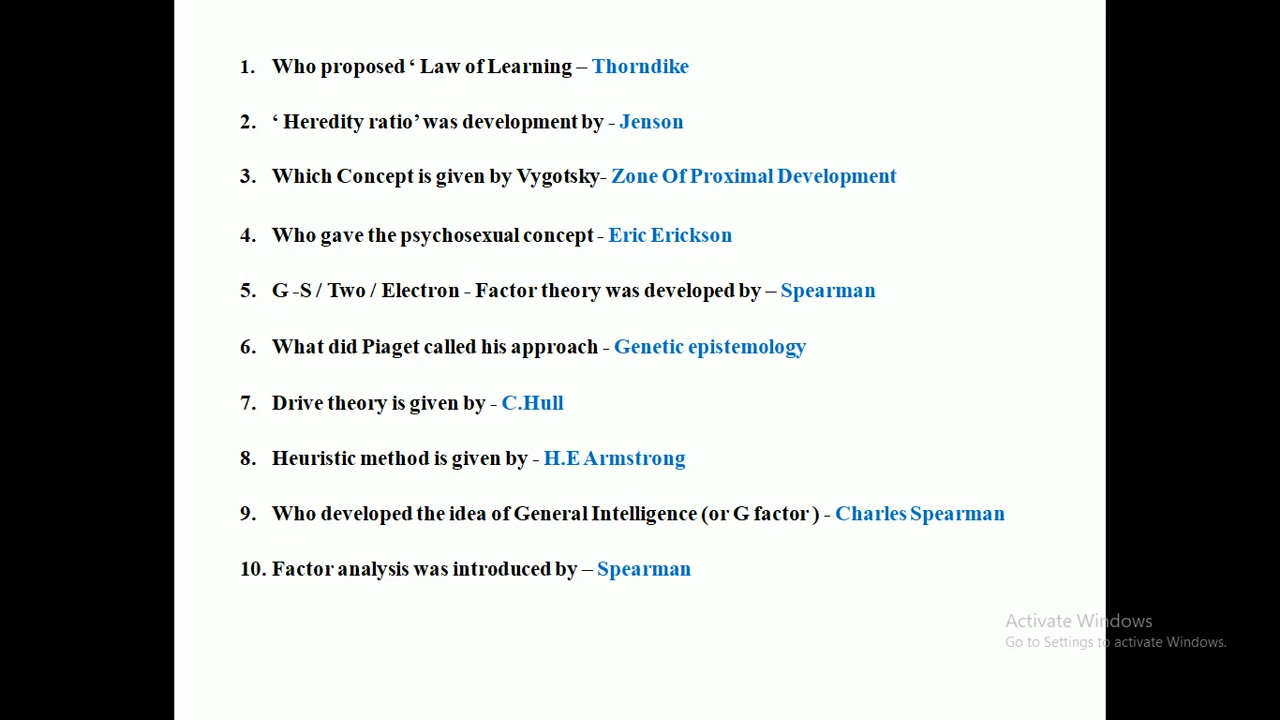 1. Who proposed ‘ Law of Learning – Thorndike
2. ‘ Heredity ratio’ was development by - Jenson
3. Which Concept is given by Vygotsky- Zone Of Proximal Development
4. Who gave the psychosexual concept - Eric Erickson
5. G -S / Two / Electron - Factor theory was developed by – Spearman
6. What did Piaget called his approach - Genetic epistemology
7. Drive theory is given by - C.Hull
8. Heuristic method is given by - H.E Armstrong
9. Who developed the idea of General Intelligence (or G factor ) - Charles Spearman
10. Factor analysis was introduced by – Spearman
Activate Windows
Go to Settings to activate Windows.